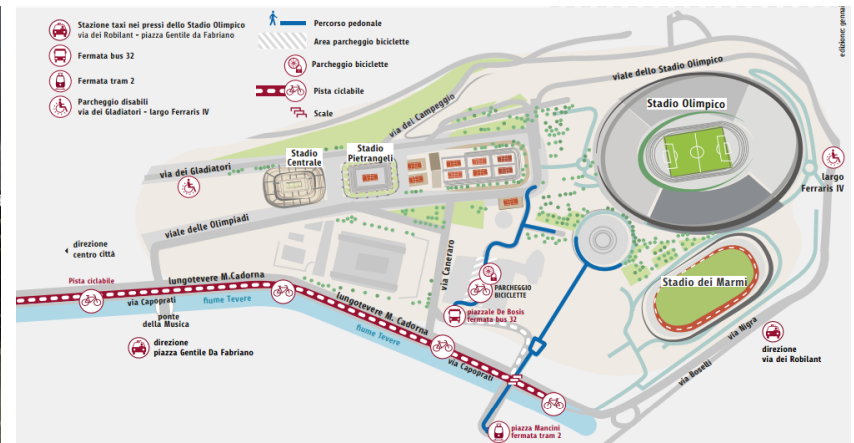 Stazione taxi nei pressi dello Stadio Olimpico
via dei Robilant - piazza Gentile da Fabriano
Fermata bus 32
Fermata tram 2
Parcheggio disabili
via dei Gladiatori - largo Ferraris IV
Percorso pedonale
Area parcheggio biciclette
Parcheggio biciclette
Pista ciclabile
Scale
edizione: gennai
viale dello Stadio Olimpico
Stadio Olimpico
via del Campeggio
Stadio
Centrale
Stadio
Pietrangeli
via dei Gladiatori
largo
Ferraris IV
viale delle Olimpiadi
direzione
centro città
via Caneraro
Stadio dei Marmi
Pista ciclabile
lungotevere M.Cadorna
PARCHEGGIO
BICICLETTE
via Capoprati
fiume Tevere
lungotevere M. Cadorna
piazzale De Bosis
fermata bus 32
ponte
della Musica
fiume Tevere
via Nigra
direzione
piazza Gentile Da Fabriano
direzione
via dei Robilant
via Capoprati
via Boselli
piazza Mancini
fermata tram 2